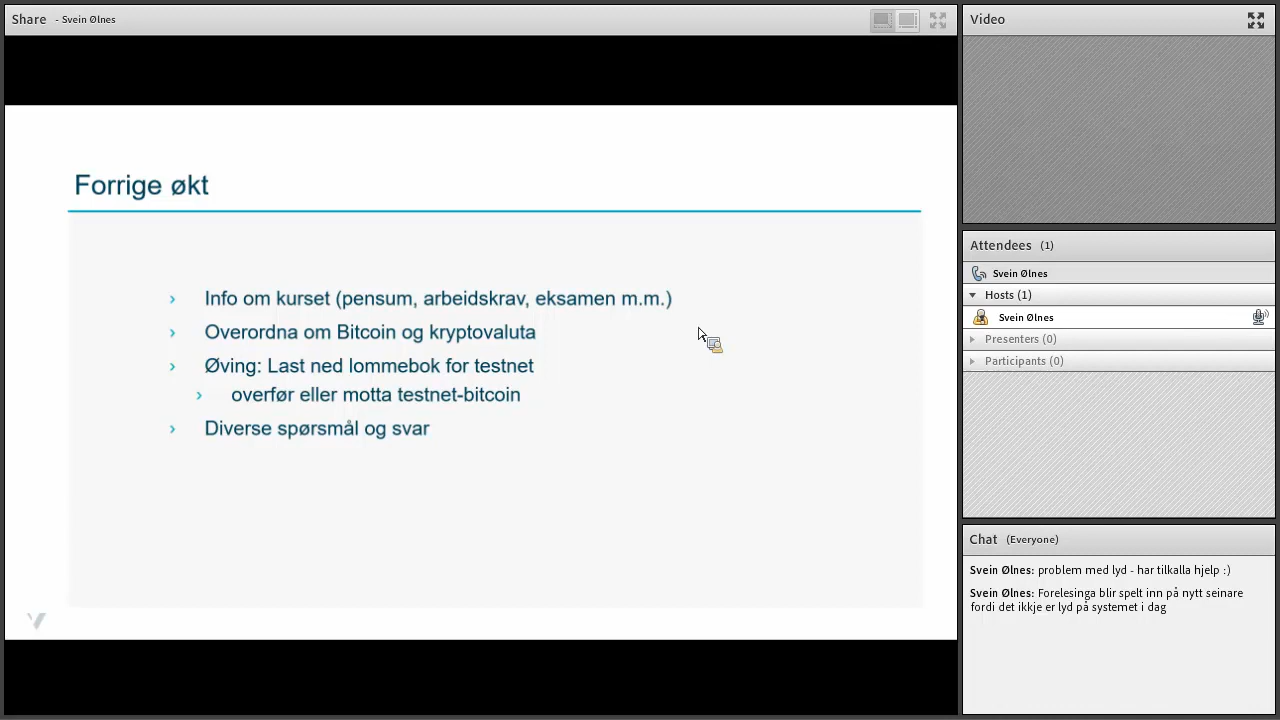 Share - Svein Ølnes
Forrige økt
› Info om kurset (pensum, arbeidskrav, eksamen m.m.)
› Overordna om Bitcoin og kryptovaluta
› Øving: Last ned lommebok for testnet
› overfør eller motta testnet-bitcoin
› Diverse spørsmål og svar
Video
Attendees (1)
Svein Ølnes
Hosts (1)
Svein Ølnes
Presenters (0)
Participants (0)
Chat (Everyone)
Svein Ølnes: problem med lyd - har tilkalla hjelp :)
Svein Ølnes: Forelesinga blir spelt inn på nytt seinare
fordi det ikkje er lyd på systemet i dag